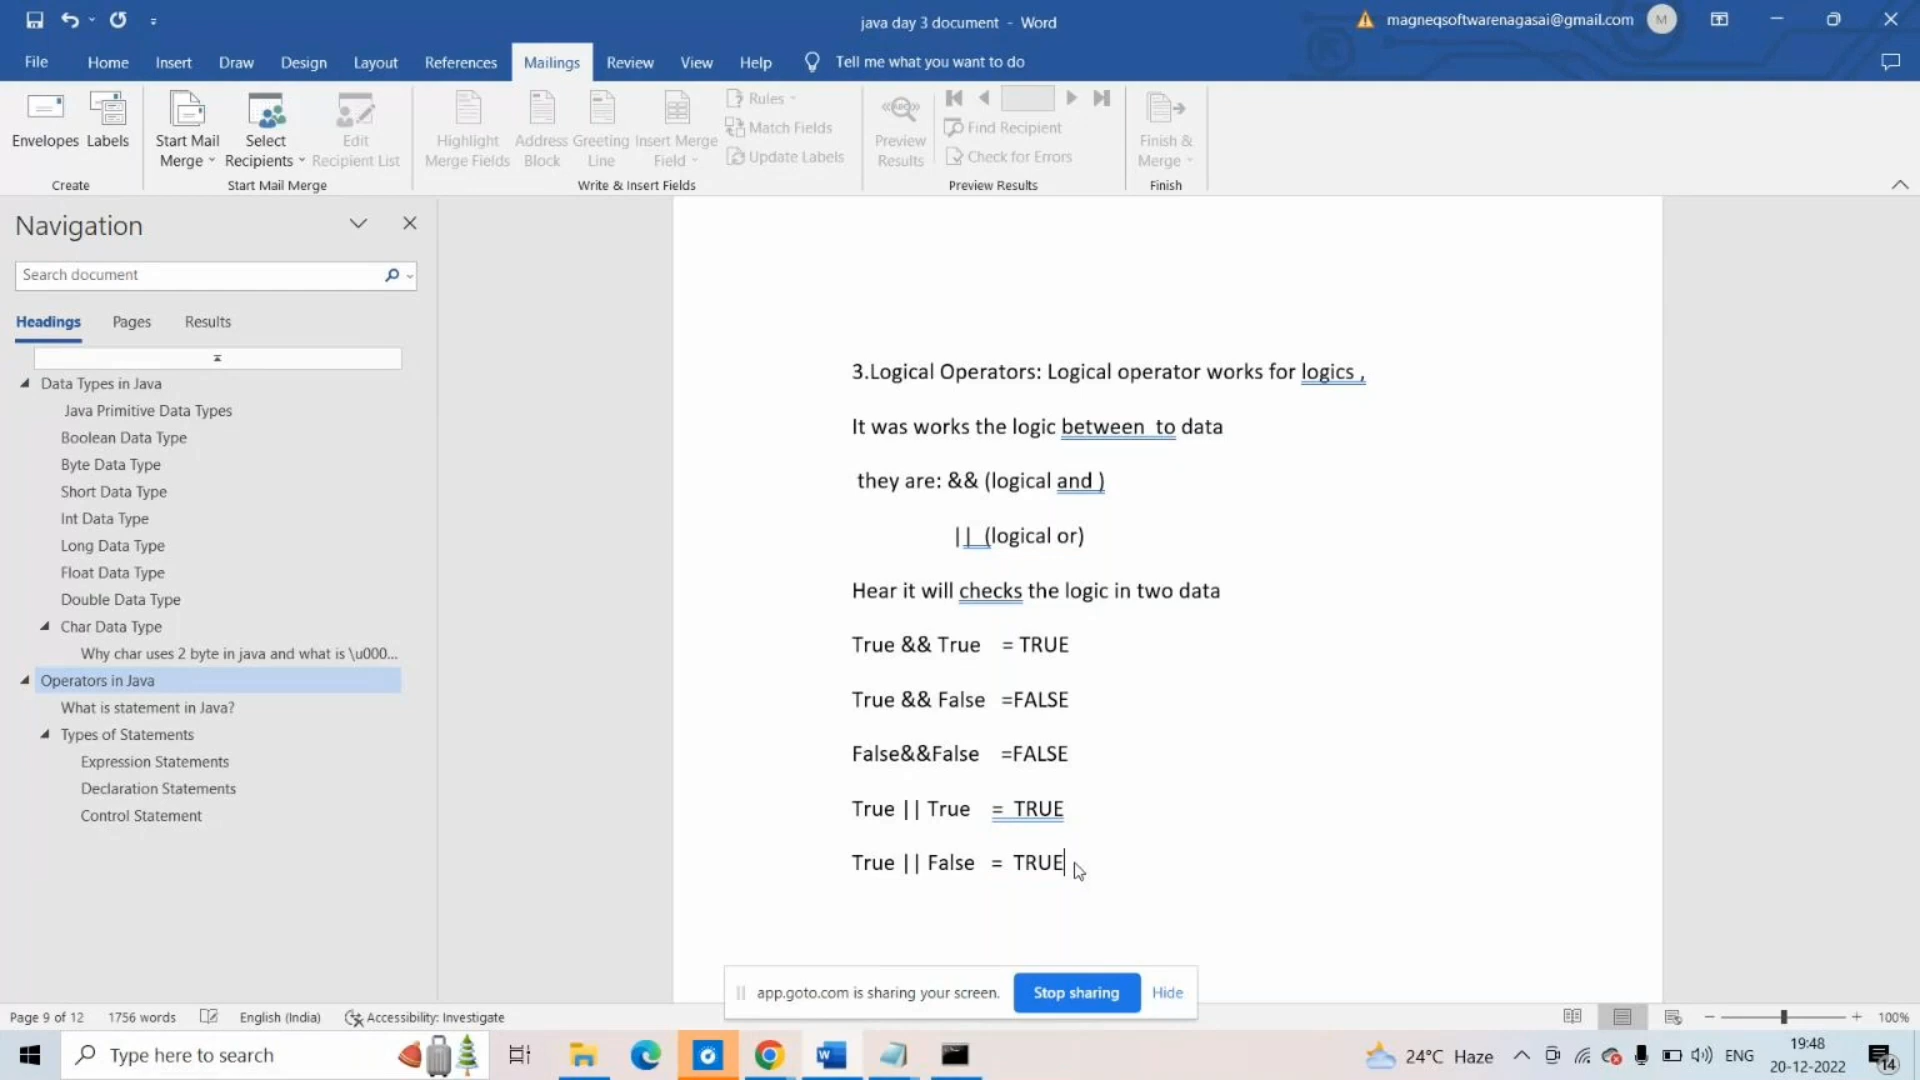 java day 3 document - Word
magneqsoftwarenagasai@gmail.com
M
File
Home
Insert
Draw
Design
Layout
References
Mailings
Review
View
Help
Tell me what you want to do
Envelopes
Labels
Create
Start Mail Merge
Select Recipients
Edit Recipient List
Start Mail Merge
Highlight Merge Fields
Address Block
Greeting Line
Insert Merge Field
Rules
Match Fields
Update Labels
Write & Insert Fields
Preview Results
Find Recipient
Check for Errors
Preview Results
Finish & Merge
Finish
Navigation
Search document
Headings
Pages
Results
Data Types in Java
Java Primitive Data Types
Boolean Data Type
Byte Data Type
Short Data Type
Int Data Type
Long Data Type
Float Data Type
Double Data Type
Char Data Type
Why char uses 2 byte in java and what is \u000...
Operators in Java
What is statement in Java?
Types of Statements
Expression Statements
Declaration Statements
Control Statement
3.Logical Operators: Logical operator works for logics ,
It was works the logic between  to data
they are: && (logical and )
||  (logical or)
Hear it will checks the logic in two data
True && True   = TRUE
True && False   =FALSE
False&&False   =FALSE
True || True   =  TRUE
True || False   =  TRUE
app.goto.com is sharing your screen.
Stop sharing
Hide
Page 9 of 12
1756 words
English (India)
Accessibility: Investigate
100%
Type here to search
24°C Haze
ENG
19:48
20-12-2022
14